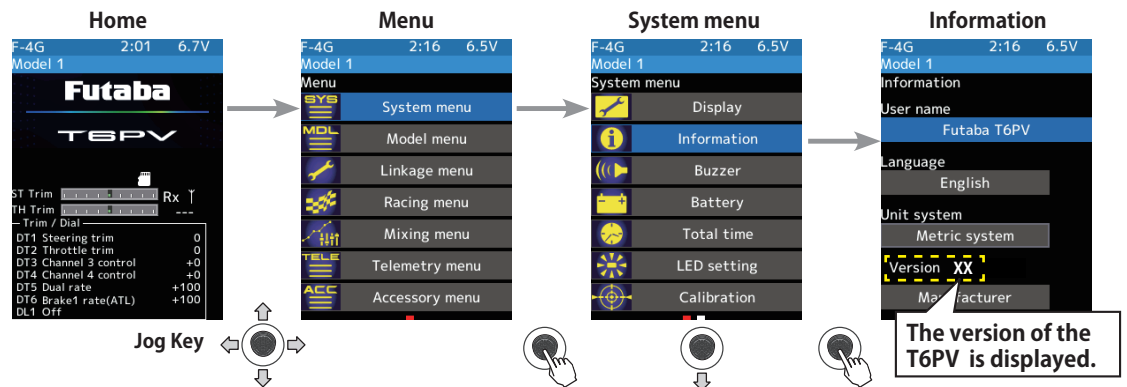 Home
F-4G 2:01 6.7V
Model 1
Futaba
T6PV
ST Trim Rx
TH Trim ---
Trim / Dial
DT1 Steering trim 0
DT2 Throttle trim 0
DT3 Channel 3 control +0
DT4 Channel 4 control +0
DT5 Dual rate +100
DT6 Brake1 rate(ATL) +100
DL1 Off
Jog Key
Menu
F-4G 2:16 6.5V
Model 1
Menu
SYS System menu
MDL Model menu
Linkage menu
Racing menu
Mixing menu
TELE Telemetry menu
ACC Accessory menu
System menu
F-4G 2:16 6.5V
Model 1
System menu
Display
Information
Buzzer
Battery
Total time
LED setting
Calibration
Information
F-4G 2:16 6.5V
Model 1
Information
User name
Futaba T6PV
Language
English
Unit system
Metric system
Version XX
Manufacturer
The version of the
T6PV is displayed.